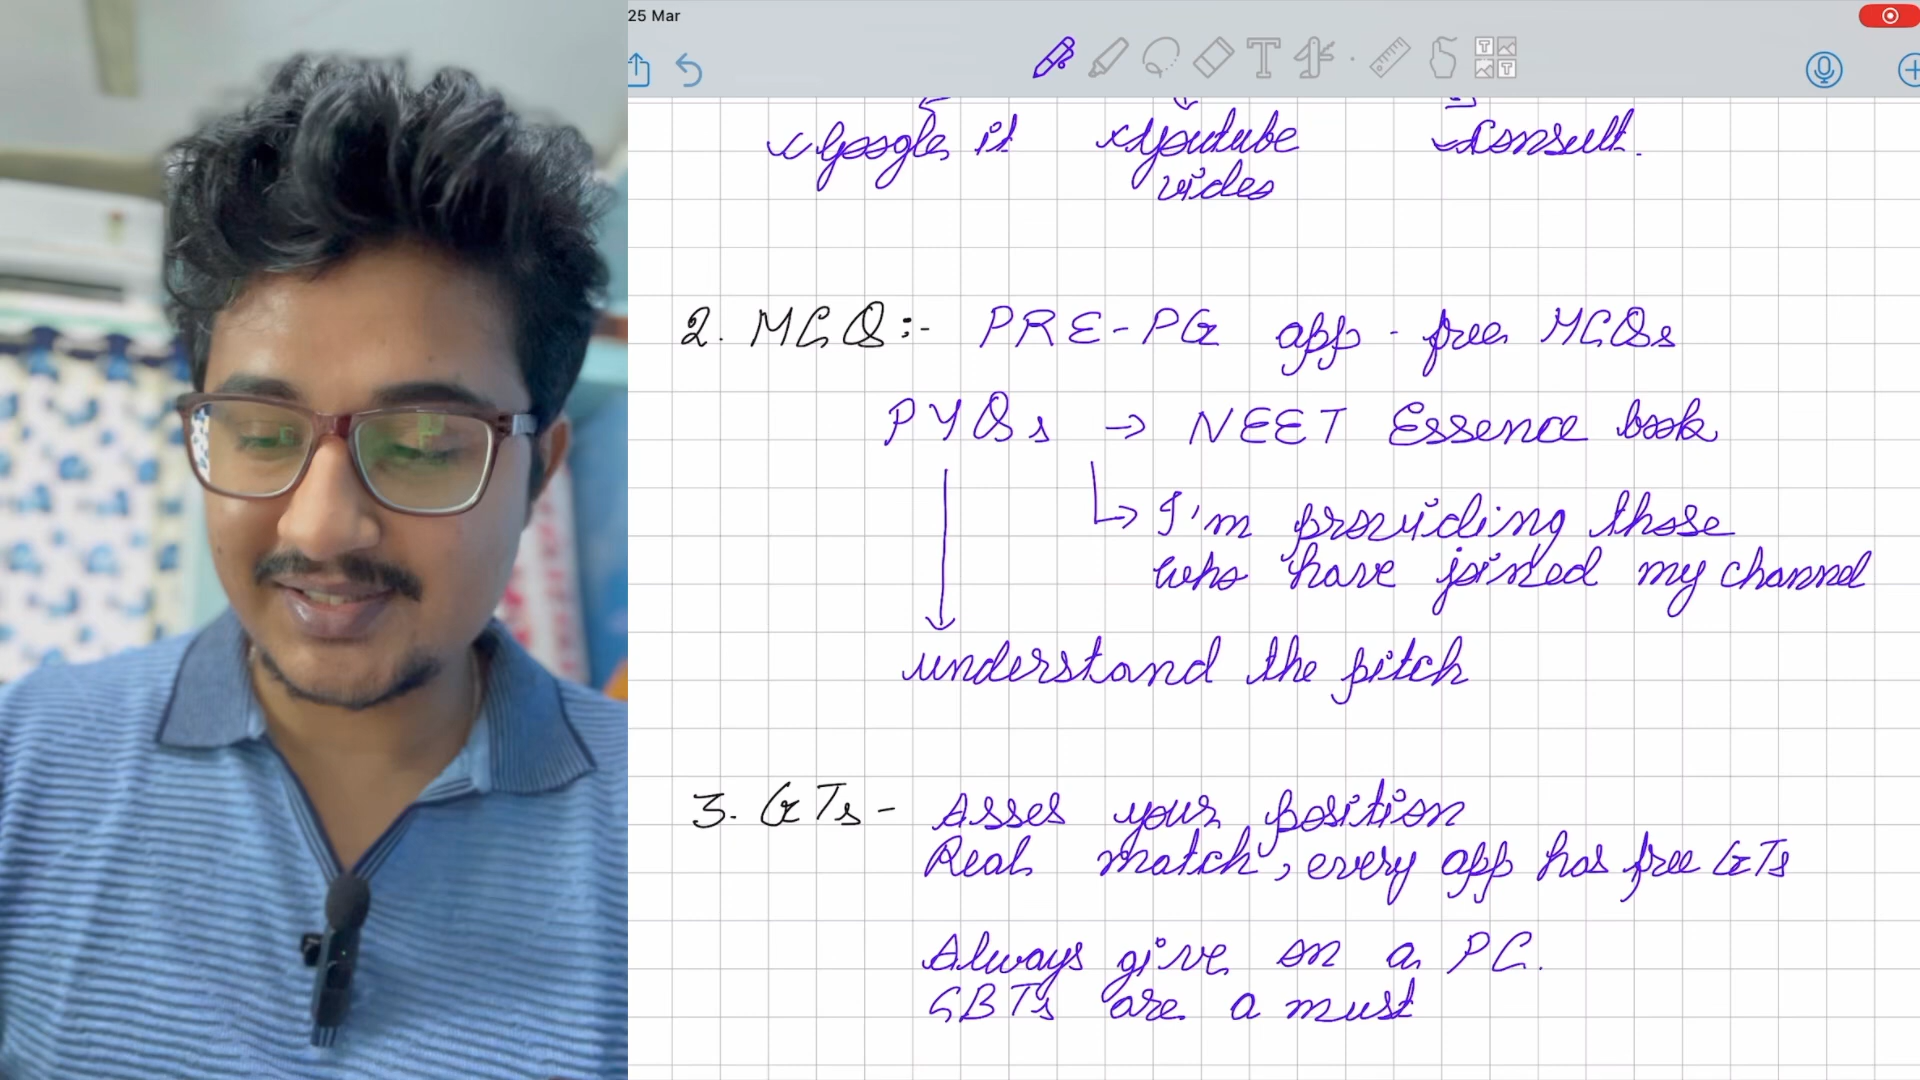 25 Mar
Google it Youtube Consult.
vides
2. MCQ:- PRE-PG app - free MCQs
PYQs → NEET Essence book
↳ I'm providing those
who have joined my channel
understand the pitch
3. GTs - Asses your position
Real match, every app has free GTs
Always give on a PC.
CBTs are a must